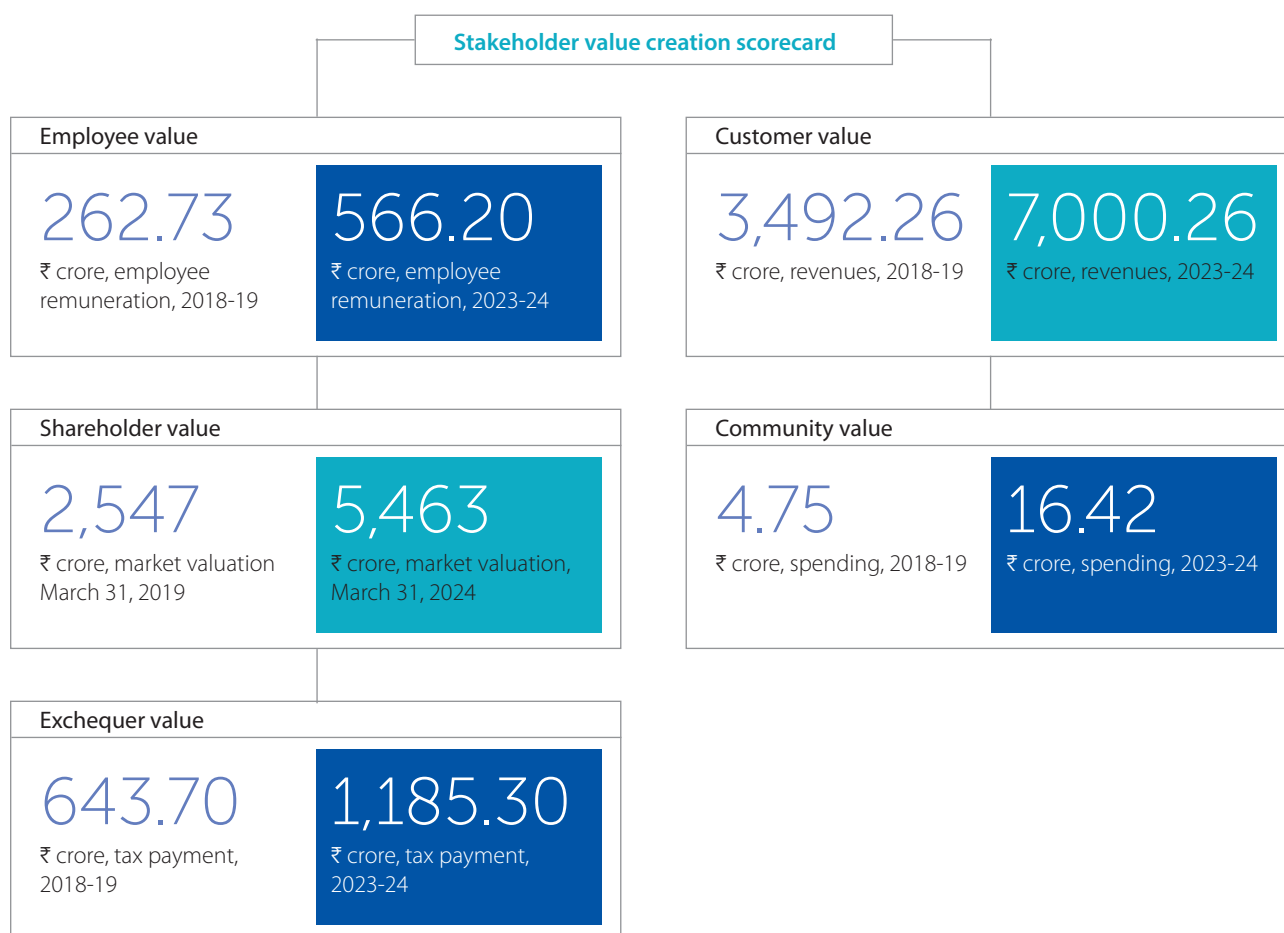 Stakeholder value creation scorecard
Employee value
262.73
₹ crore, employee
remuneration, 2018-19
566.20
₹ crore, employee
remuneration, 2023-24
Customer value
3,492.26
₹ crore, revenues, 2018-19
7,000.26
₹ crore, revenues, 2023-24
Shareholder value
2,547
₹ crore, market valuation
March 31, 2019
5,463
₹ crore, market valuation,
March 31, 2024
Community value
4.75
₹ crore, spending, 2018-19
16.42
₹ crore, spending, 2023-24
Exchequer value
643.70
₹ crore, tax payment,
2018-19
1,185.30
₹ crore, tax payment,
2023-24